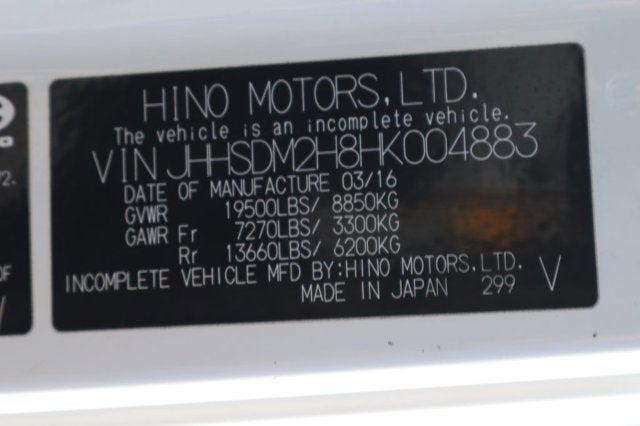 HINO MOTORS, LTD.
The vehicle is an incomplete vehicle.
VIN JHHSDM2H8HK004883
DATE OF MANUFACTURE 03/16
GVWR 19500LBS/ 8850KG
GAWR Fr 7270LBS/ 3300KG
Rr 13660LBS/ 6200KG
INCOMPLETE VEHICLE MFD BY:HINO MOTORS,LTD.
MADE IN JAPAN 299 V